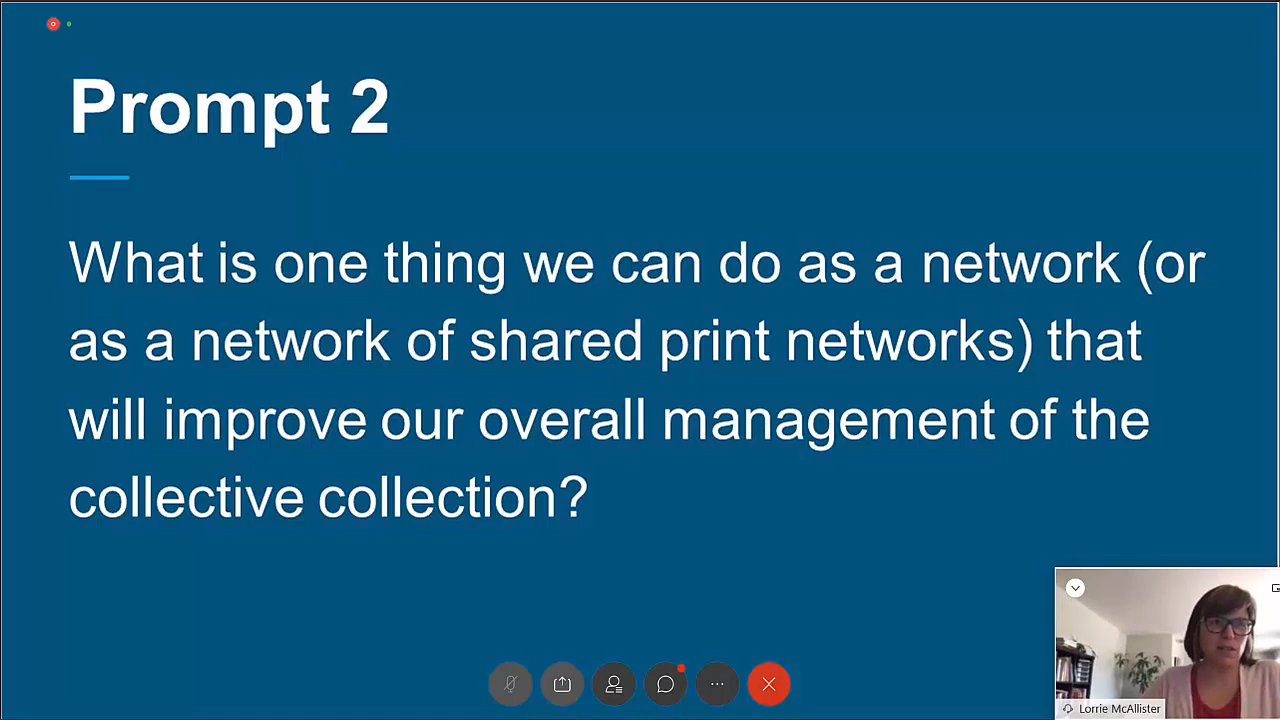 Prompt 2
What is one thing we can do as a network (or
as a network of shared print networks) that
will improve our overall management of the
collective collection?
Lorrie McAllister